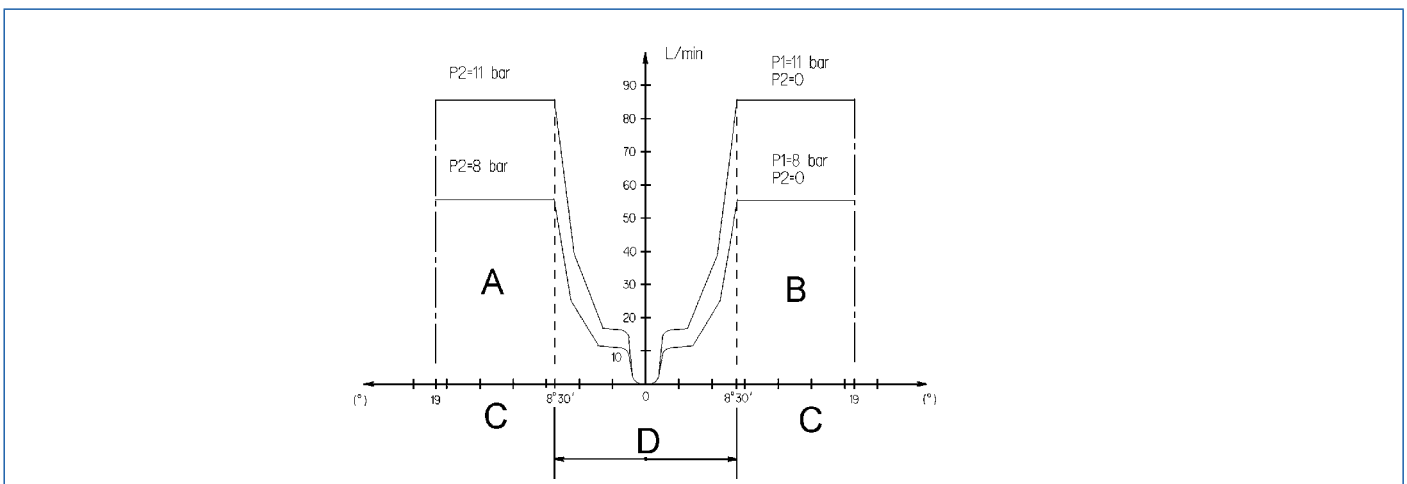 L/min
P2=11 bar
P1=11 bar
P2=0
90
80
70
P2=8 bar
P1=8 bar
P2=0
60
50
40
A
B
30
20
10
(°) 19 8°30' 0 8°30' 19 (°)
C
C
D